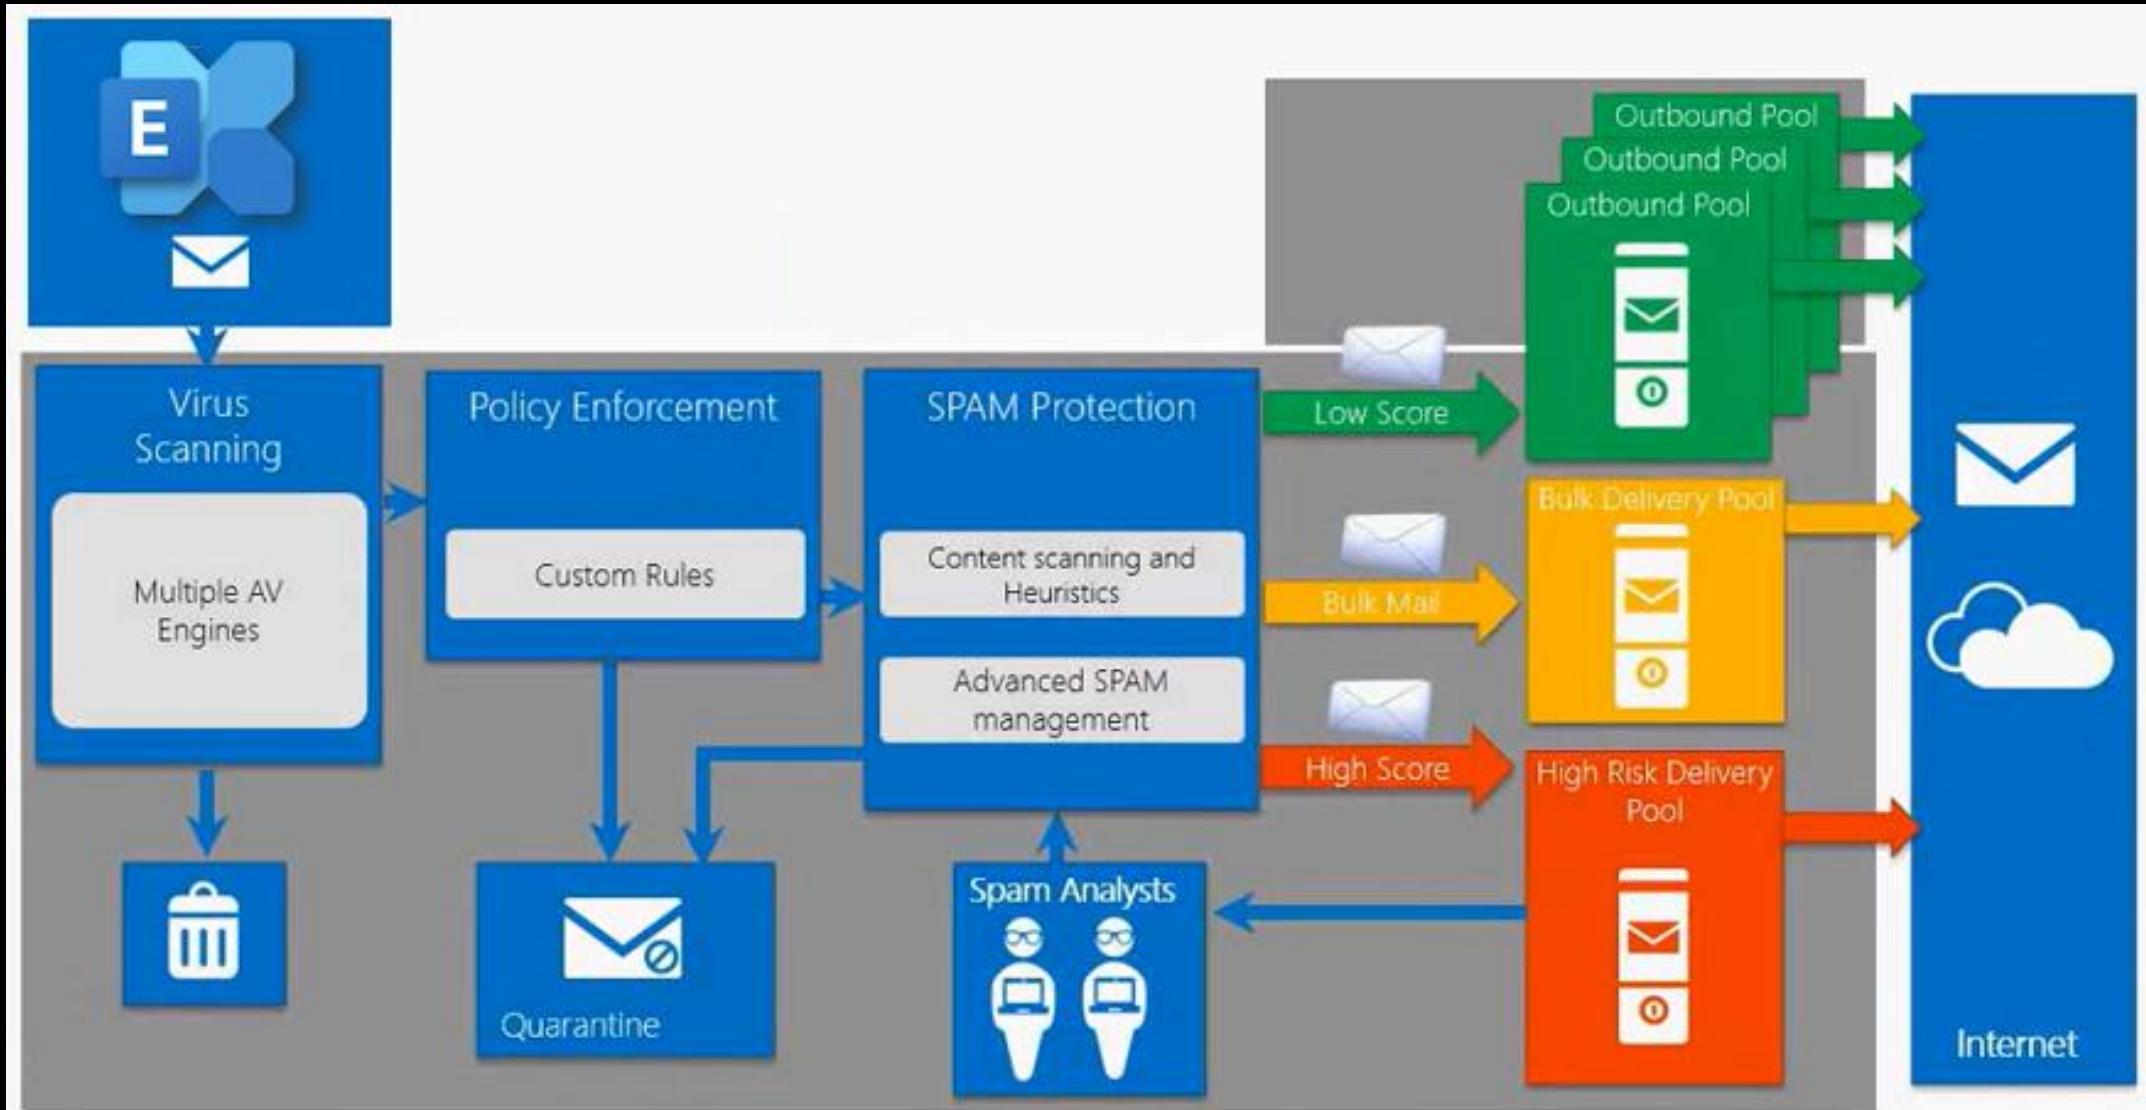 E
Virus
Scanning
Multiple AV
Engines
Policy Enforcement
Custom Rules
SPAM Protection
Content scanning and
Heuristics
Advanced SPAM
management
Low Score
Bulk Mail
High Score
Outbound Pool
Outbound Pool
Outbound Pool
Bulk Delivery Pool
High Risk Delivery
Pool
Quarantine
Spam Analysts
Internet